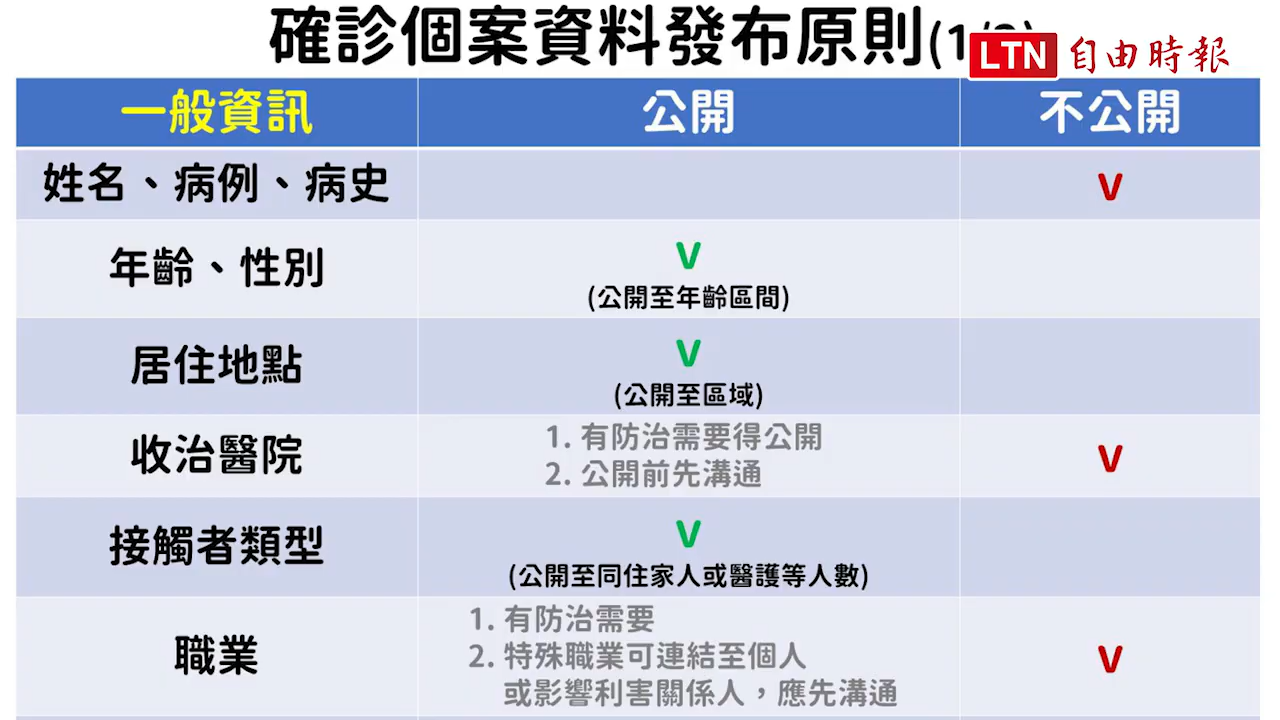 確診個案資料發布原則(1
LTN 自由時報
一般資訊 公開 不公開
姓名、病例、病史 V
年齡、性別 V
(公開至年齡區間)
居住地點 V
(公開至區域)
收治醫院 1. 有防治需要得公開 V
2. 公開前先溝通
接觸者類型 V
(公開至同住家人或醫護等人數)
1. 有防治需要
職業 2. 特殊職業可連結至個人 V
或影響利害關係人，應先溝通